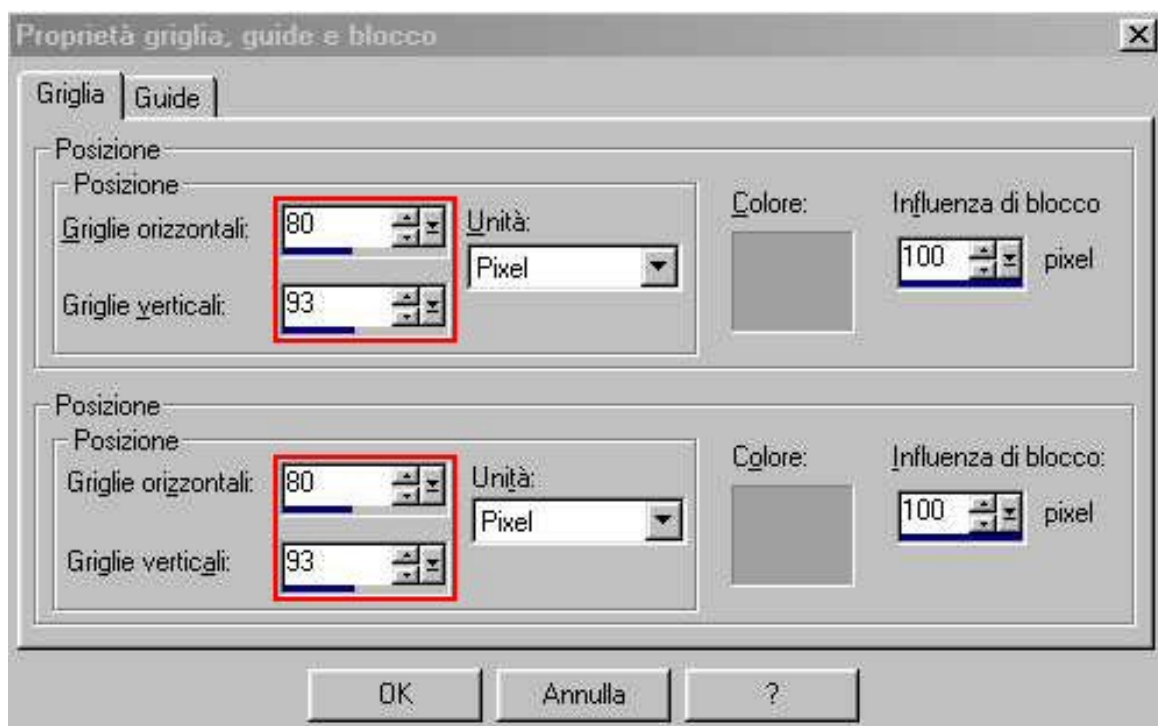 Proprietà griglia, guide e blocco
Griglia Guide
Posizione
Posizione
Griglie orizzontali: 80 Unità: Colore: Influenza di blocco
Pixel 100 pixel
Griglie verticali: 93
Posizione
Posizione
Griglie orizzontali: 80 Unità: Colore: Influenza di blocco:
Pixel 100 pixel
Griglie verticali: 93
OK Annulla ?